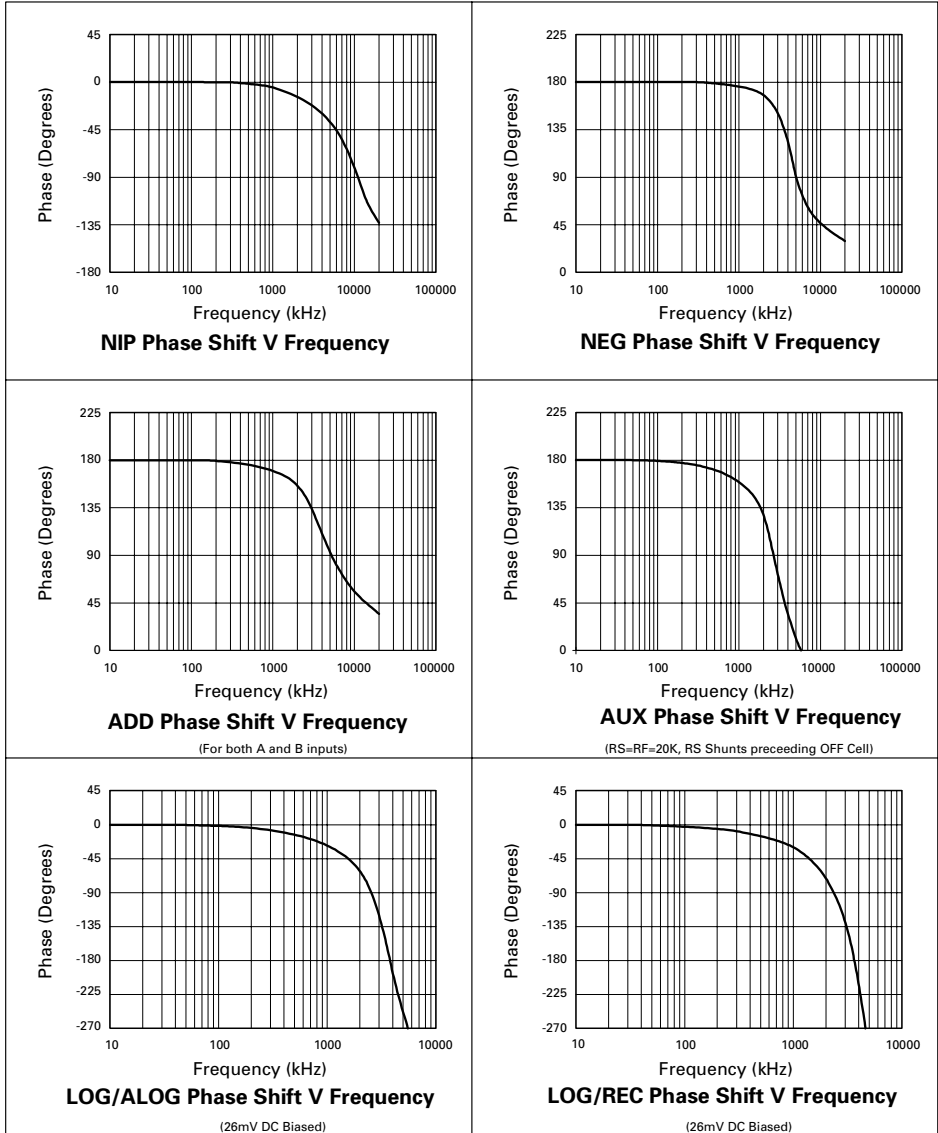 45
0
-45
-90
-135
-180
Phase (Degrees)
10 100 1000 10000 100000
Frequency (kHz)
NIP Phase Shift V Frequency
225
180
135
90
45
0
Phase (Degrees)
10 100 1000 10000 100000
Frequency (kHz)
NEG Phase Shift V Frequency
225
180
135
90
45
0
Phase (Degrees)
10 100 1000 10000 100000
Frequency (kHz)
ADD Phase Shift V Frequency
(For both A and B inputs)
225
180
135
90
45
0
Phase (Degrees)
10 100 1000 10000 100000
Frequency (kHz)
AUX Phase Shift V Frequency
(RS=RF=20K, RS Shunts preceeding OFF Cell)
45
0
-45
-90
-135
-180
-225
-270
Phase (Degrees)
10 100 1000 10000
Frequency (kHz)
LOG/ALOG Phase Shift V Frequency
(26mV DC Biased)
45
0
-45
-90
-135
-180
-225
-270
Phase (Degrees)
10 100 1000 10000
Frequency (kHz)
LOG/REC Phase Shift V Frequency
(26mV DC Biased)